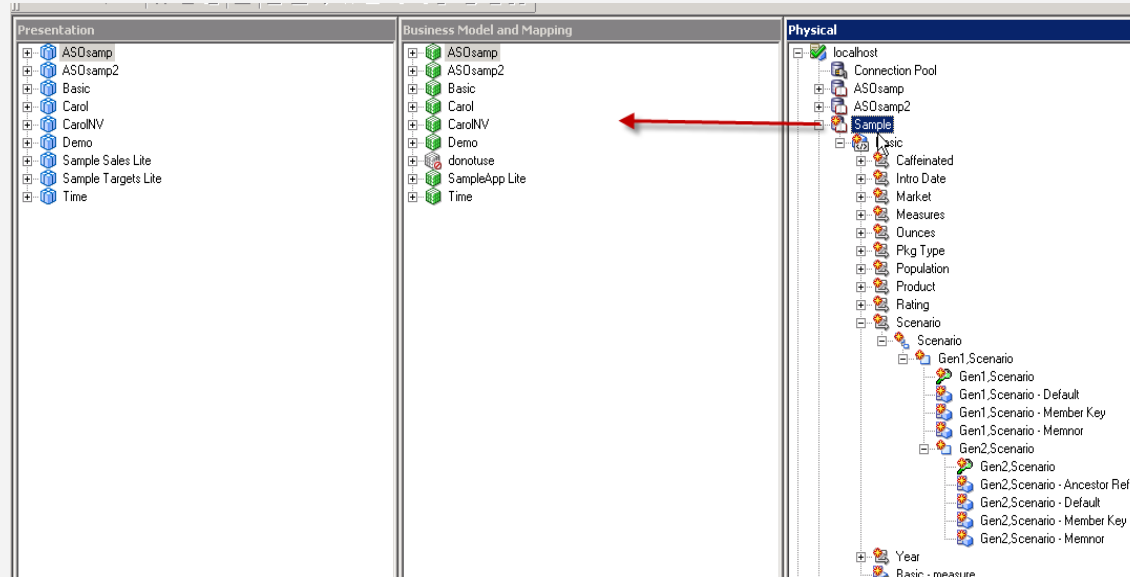 Presentation
ASOsamp
ASOsamp2
Basic
Carol
CarolNV
Demo
Sample Sales Lite
Sample Targets Lite
Time
Business Model and Mapping
ASOsamp
ASOsamp2
Basic
Carol
CarolNV
Demo
donotuse
SampleApp Lite
Time
Physical
localhost
Connection Pool
ASOsamp
ASOsamp2
Sample
Caffeinated
Intro Date
Market
Measures
Ounces
Pkg Type
Population
Product
Rating
Scenario
Scenario
Gen1,Scenario
Gen1,Scenario
Gen1,Scenario - Default
Gen1,Scenario - Member Key
Gen1,Scenario - Memnor
Gen2,Scenario
Gen2,Scenario
Gen2,Scenario - Ancestor Ref
Gen2,Scenario - Default
Gen2,Scenario - Member Key
Gen2,Scenario - Memnor
Year
Basic - measure